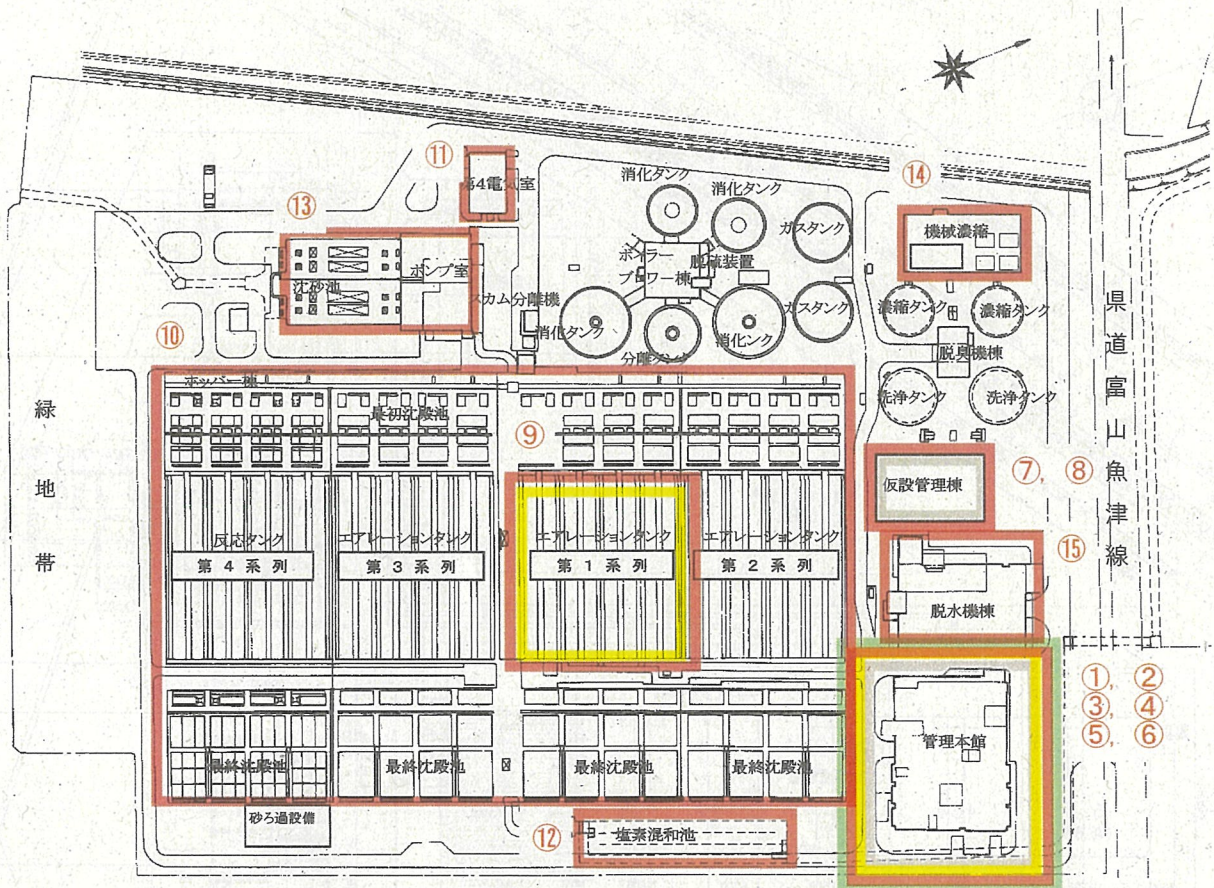 ⑪
第4電気室
消化タンク
消化タンク
⑭
⑬
ガスタンク
機械濃縮
ボイラー
ブロワー棟
脱硫装置
ポンプ室
沈砂池
スカム分離機
濃縮タンク
濃縮タンク
ガスタンク
⑩
消化タンク
分離タンク
消化ンク
脱臭機棟
県道富山魚津線
ホッパー棟
洗浄タンク
洗浄タンク
緑地帯
最初沈殿池
⑨
⑦, ⑧
仮設管理棟
反応タンク
エアレーションタンク
エアレーションタンク
エアレーションタンク
⑮
第4系列
第3系列
第1系列
第2系列
脱水機棟
①, ②
③, ④
⑤, ⑥
管理本館
最終沈殿池
最終沈殿池
最終沈殿池
最終沈殿池
砂ろ過設備
⑫
塩素混和池